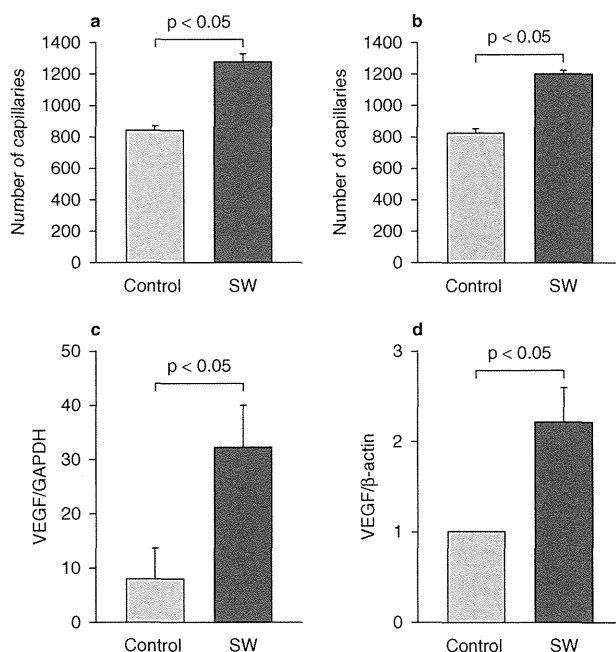 a
p < 0.05
1400
1200
1000
800
600
400
200
0
Number of capillaries
Control SW
b
p < 0.05
1400
1200
1000
800
600
400
200
0
Number of capillaries
Control SW
c
p < 0.05
50
40
30
20
10
0
VEGF/GAPDH
Control SW
d
p < 0.05
3
2
1
0
VEGF/β-actin
Control SW